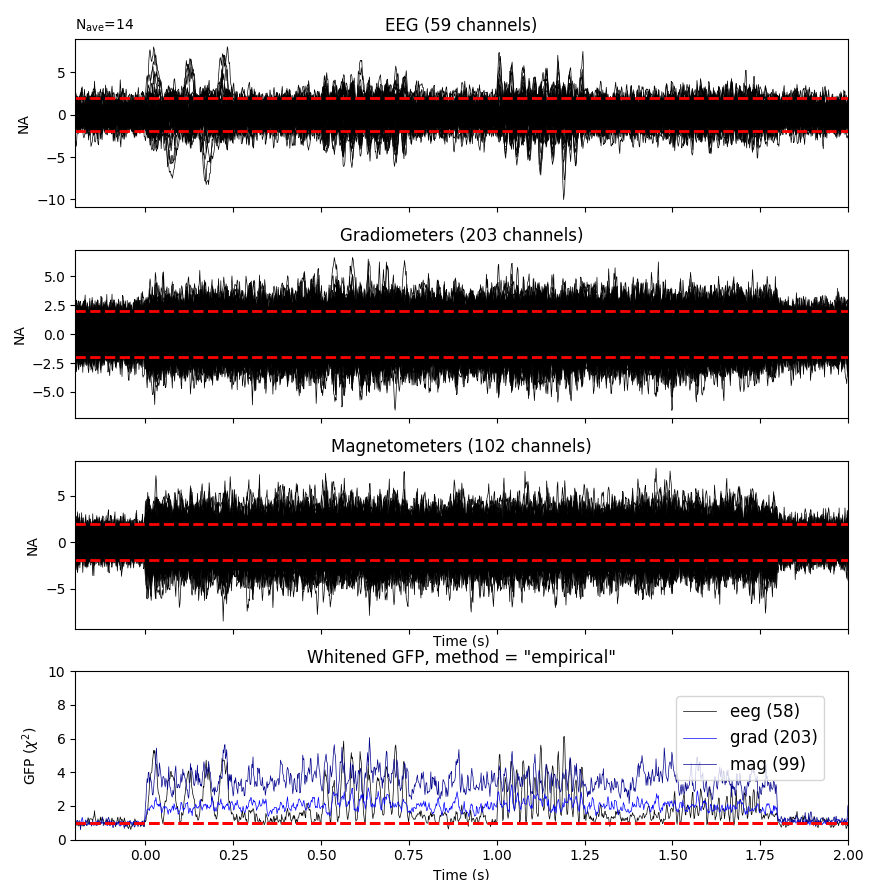 N_ave=14
EEG (59 channels)
5
0
−5
−10
NA
Gradiometers (203 channels)
5.0
2.5
0.0
−2.5
−5.0
NA
Magnetometers (102 channels)
5
0
−5
NA
Time (s)
Whitened GFP, method = "empirical"
10
8
6
4
2
0
GFP (χ²)
eeg (58)
grad (203)
mag (99)
0.00 0.25 0.50 0.75 1.00 1.25 1.50 1.75 2.00
Time (s)